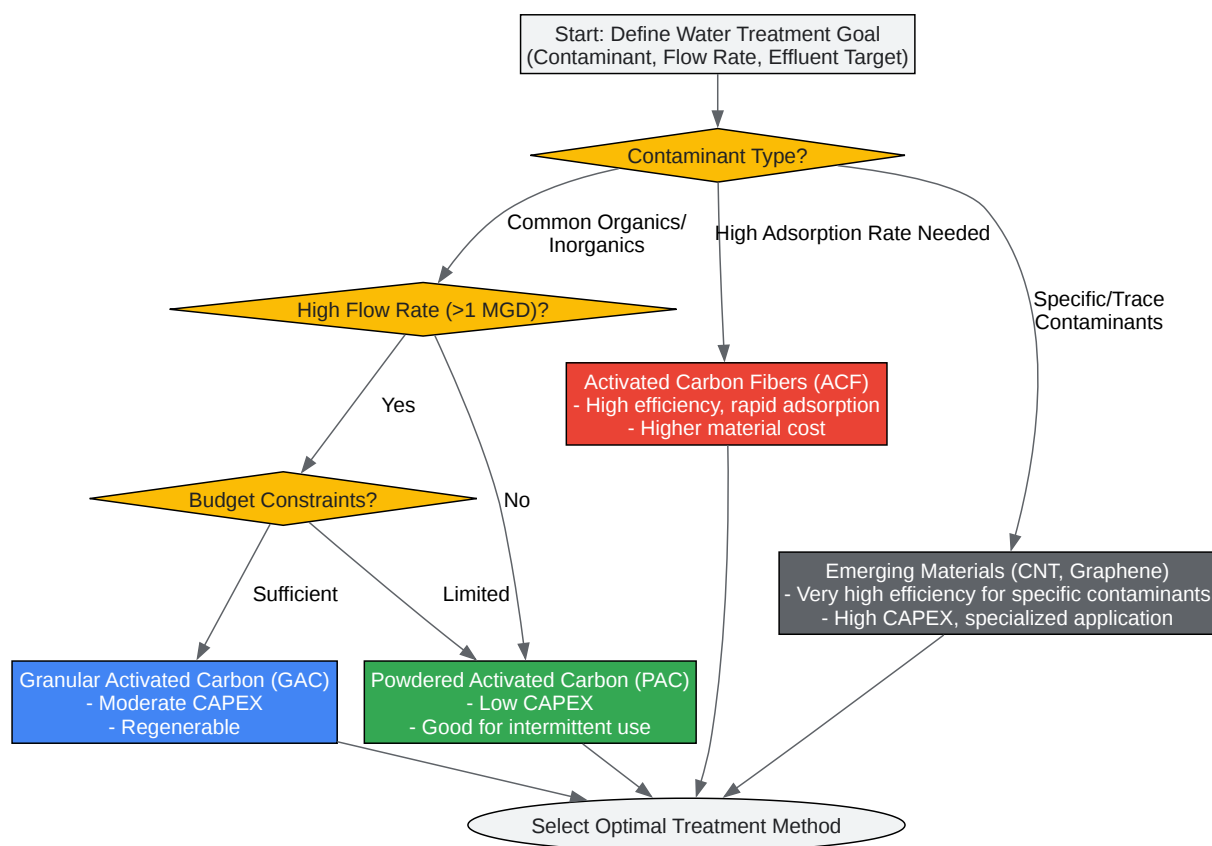 Start: Define Water Treatment Goal
(Contaminant, Flow Rate, Effluent Target)
Contaminant Type?
Common Organics/
Inorganics
High Adsorption Rate Needed
Specific/Trace
Contaminants
High Flow Rate (>1 MGD)?
Activated Carbon Fibers (ACF)
- High efficiency, rapid adsorption
- Higher material cost
Yes
No
Budget Constraints?
Emerging Materials (CNT, Graphene)
- Very high efficiency for specific contaminants
- High CAPEX, specialized application
Sufficient
Limited
Granular Activated Carbon (GAC)
- Moderate CAPEX
- Regenerable
Powdered Activated Carbon (PAC)
- Low CAPEX
- Good for intermittent use
Select Optimal Treatment Method